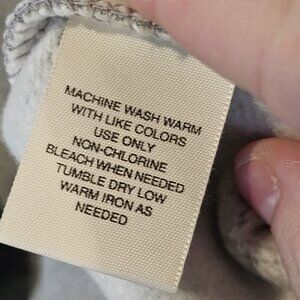 MACHINE WASH WARM
WITH LIKE COLORS
USE ONLY
NON-CHLORINE
BLEACH WHEN NEEDED
TUMBLE DRY LOW
WARM IRON AS
NEEDED